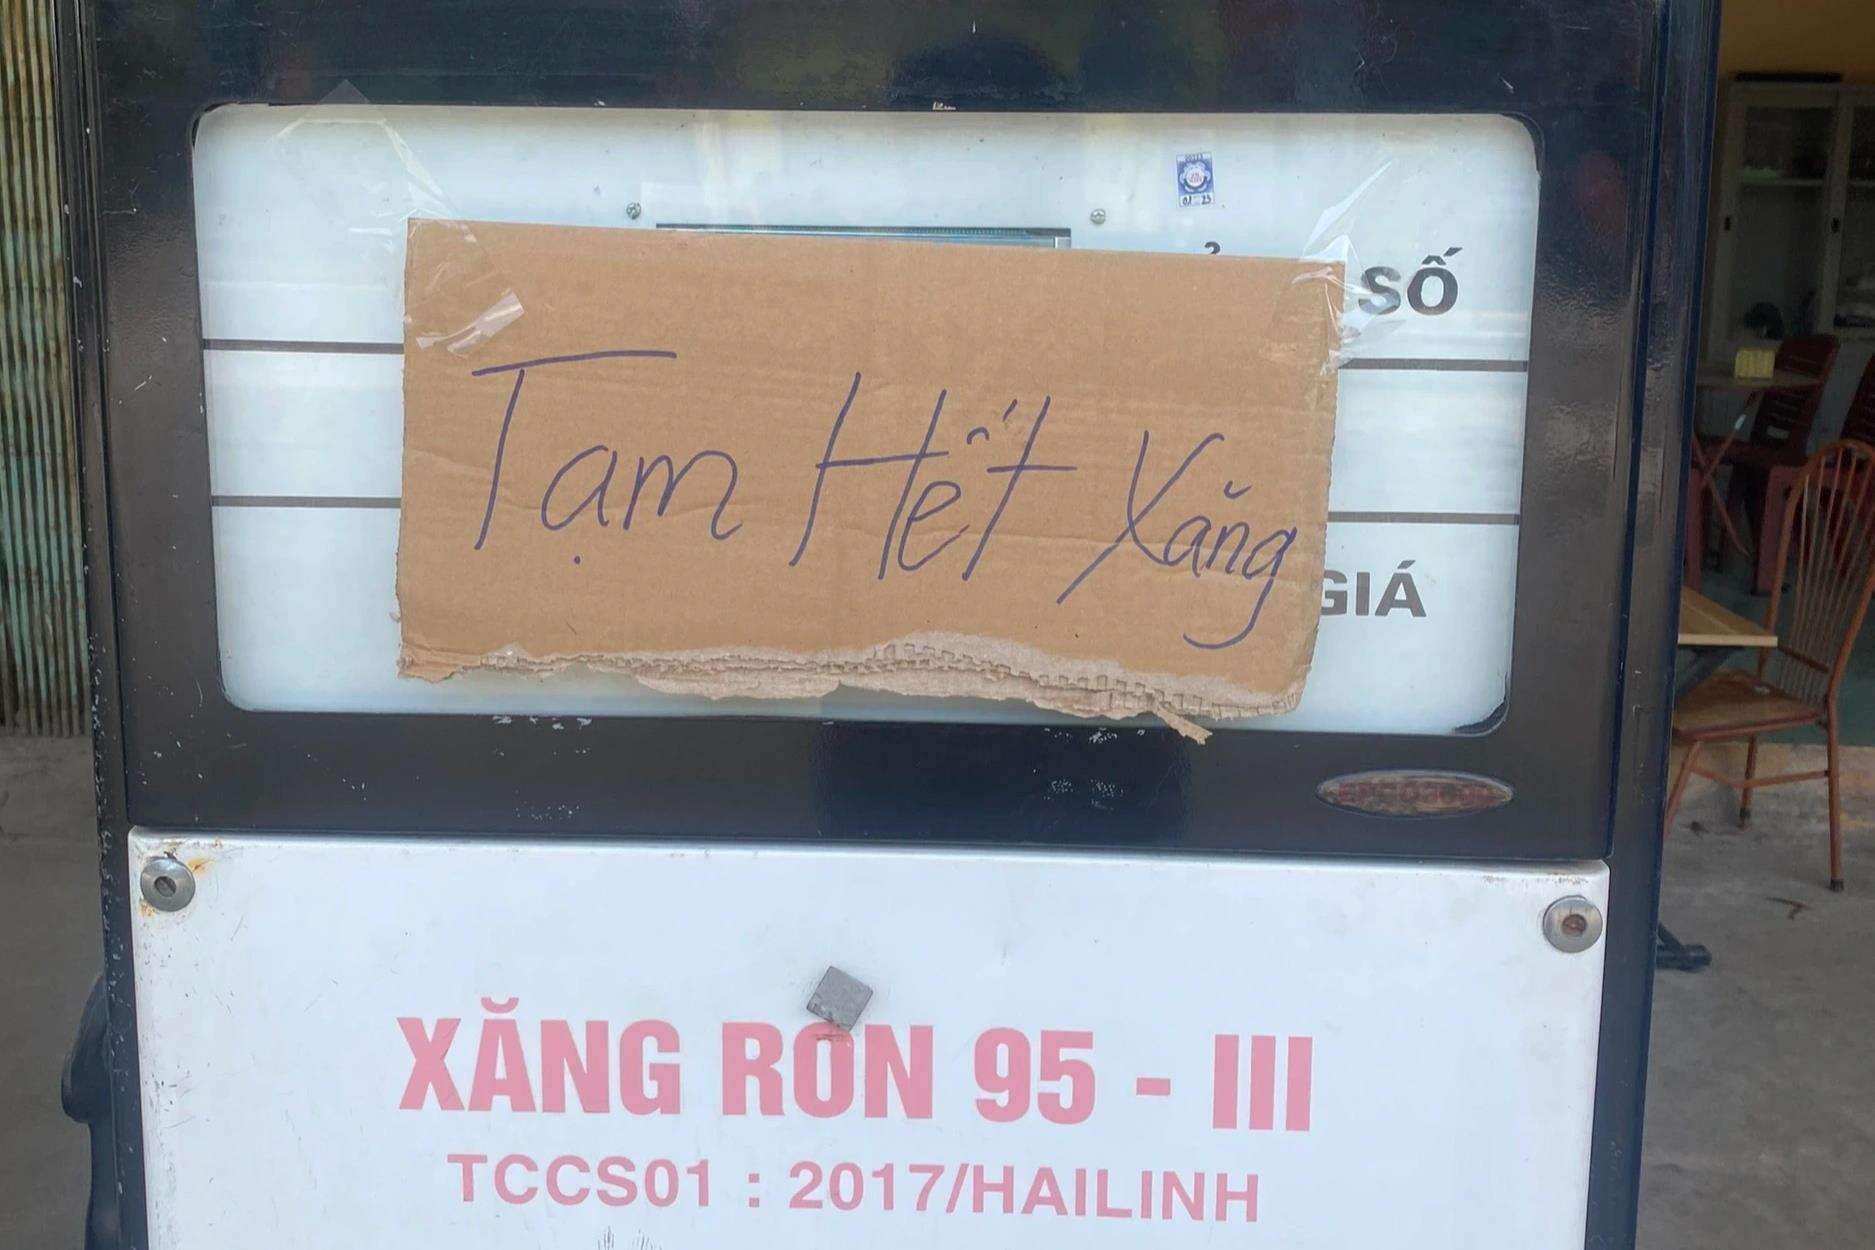 SỐ
Tạm Hết Xăng
GIÁ
XĂNG RON 95 - III
TCCS01 : 2017/HAILINH